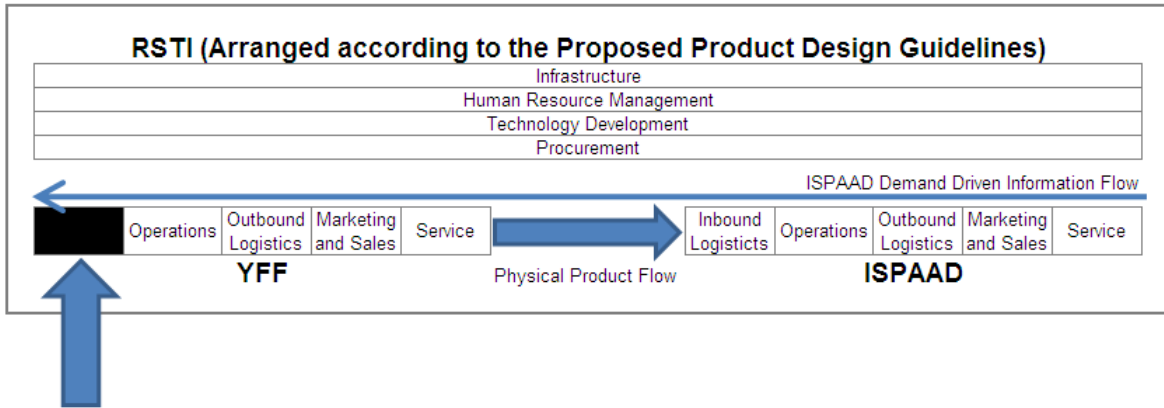 RSTI (Arranged according to the Proposed Product Design Guidelines)
Infrastructure
Human Resource Management
Technology Development
Procurement
ISPAAD Demand Driven Information Flow
Operations
Outbound
Logistics
Marketing
and Sales
Service
Inbound
Logisticts
Operations
Outbound
Logistics
Marketing
and Sales
Service
YFF
Physical Product Flow
ISPAAD